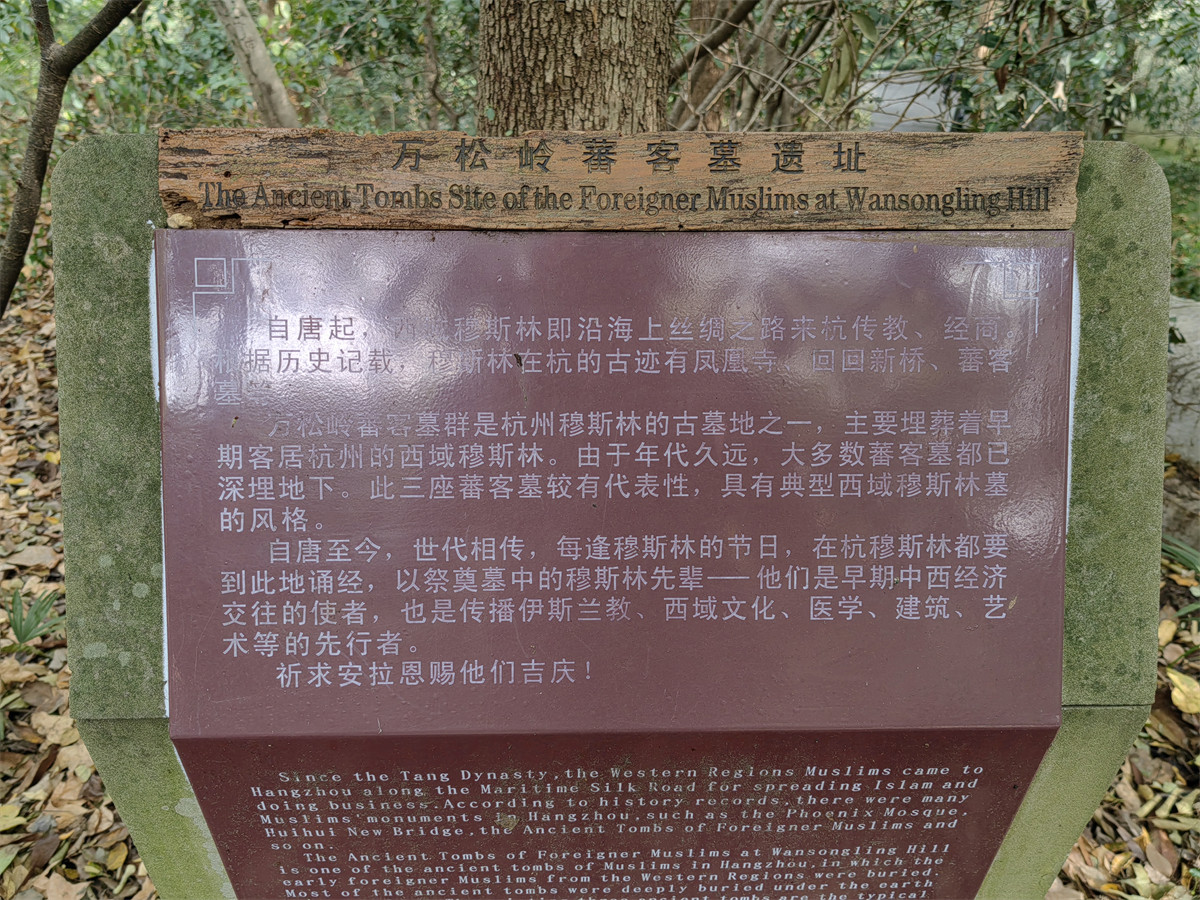 万松岭蕃客墓遗址
The Ancient Tombs Site of the Foreigner Muslims at Wansongling Hill
自唐起，西域穆斯林即沿海上丝绸之路来杭传教、经商。
根据历史记载，穆斯林在杭的古迹有凤凰寺、回回新桥、蕃客
墓等。
万松岭蕃客墓群是杭州穆斯林的古墓地之一，主要埋葬着早
期客居杭州的西域穆斯林。由于年代久远，大多数蕃客墓都已
深埋地下。此三座蕃客墓较有代表性，具有典型西域穆斯林墓
的风格。
自唐至今，世代相传，每逢穆斯林的节日，在杭穆斯林都要
到此地诵经，以祭奠墓中的穆斯林先辈——他们是早期中西经济
交往的使者，也是传播伊斯兰教、西域文化、医学、建筑、艺
术等的先行者。
祈求安拉恩赐他们吉庆！
Since the Tang Dynasty, the Western Regions Muslims came to
Hangzhou along the Maritime Silk Road for spreading Islam and
doing business. According to history records, there were many
Muslims' monuments in Hangzhou, such as the Phoenix Mosque,
Huihui New Bridge, the Ancient Tombs of Foreigner Muslims and
so on.
The Ancient Tombs of Foreigner Muslims at Wansongling Hill
is one of the ancient tombs of Muslims in Hangzhou, in which the
early foreigner Muslims from the Western Regions were buried.
Most of the ancient tombs were deeply buried under the earth
three ancient tombs are the typical